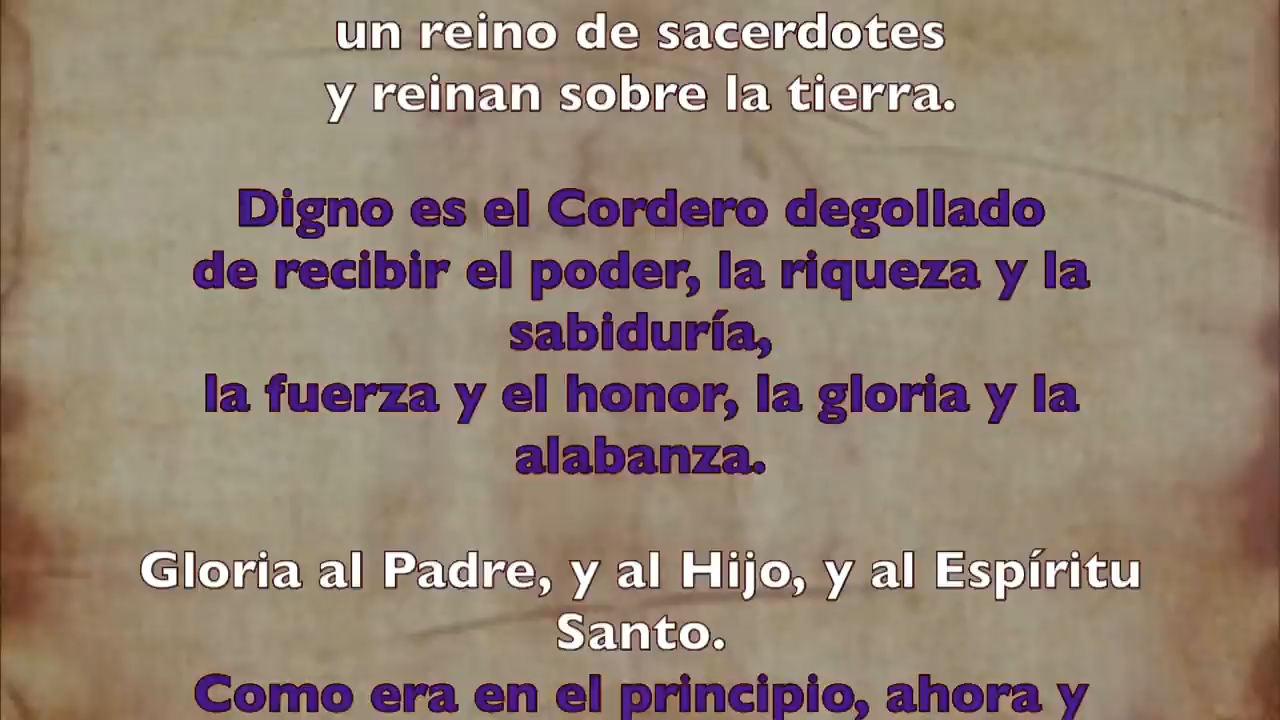 un reino de sacerdotes
y reinan sobre la tierra.
Digno es el Cordero degollado
de recibir el poder, la riqueza y la
sabiduría,
la fuerza y el honor, la gloria y la
alabanza.
Gloria al Padre, y al Hijo, y al Espíritu
Santo.
Como era en el principio, ahora y